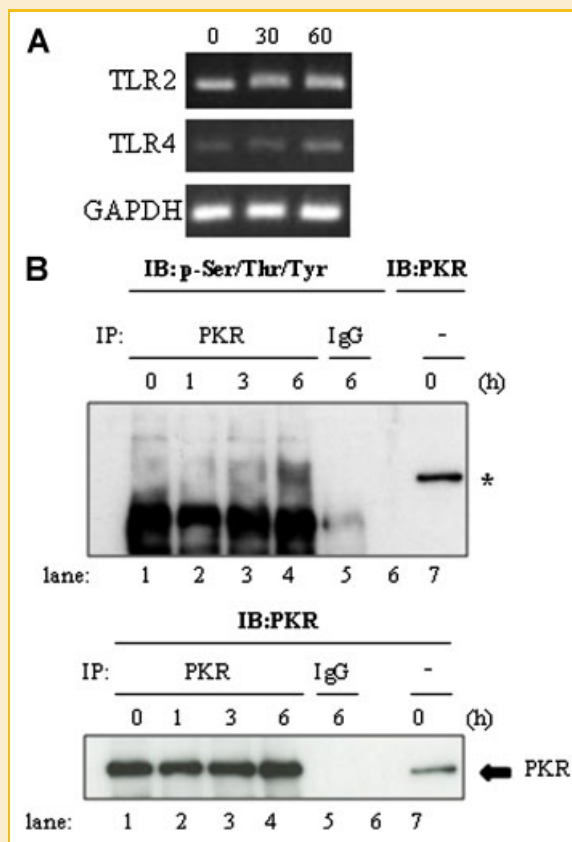 A
0 30 60
TLR2
TLR4
GAPDH
B
IB: p-Ser/Thr/Tyr IB:PKR
IP: PKR IgG -
0 1 3 6 6 0 (h)
*
lane: 1 2 3 4 5 6 7
IB:PKR
IP: PKR IgG -
0 1 3 6 6 0 (h)
PKR
lane: 1 2 3 4 5 6 7